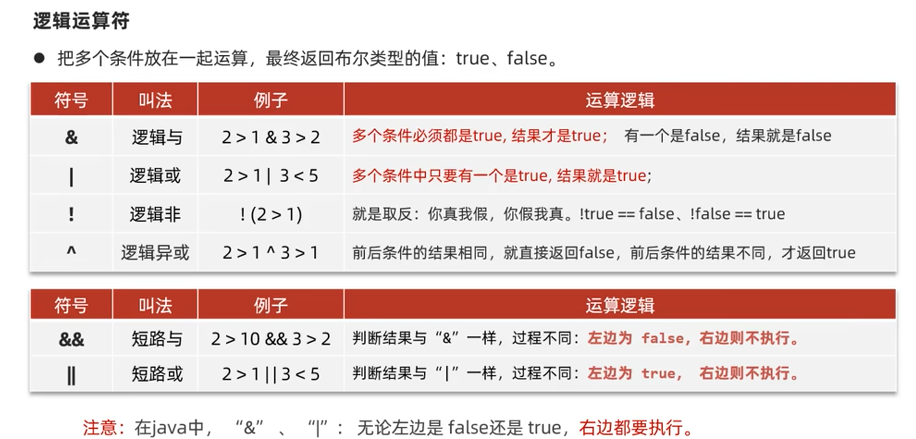 逻辑运算符
● 把多个条件放在一起运算，最终返回布尔类型的值：true、false。
符号 叫法 例子 运算逻辑
& 逻辑与 2 > 1 & 3 > 2 多个条件必须都是true, 结果才是true； 有一个是false，结果就是false
| 逻辑或 2 > 1 | 3 < 5 多个条件中只要有一个是true, 结果就是true;
! 逻辑非 ! (2 > 1) 就是取反：你真我假，你假我真。!true == false、!false == true
^ 逻辑异或 2 > 1 ^ 3 > 1 前后条件的结果相同，就直接返回false，前后条件的结果不同，才返回true
符号 叫法 例子 运算逻辑
&& 短路与 2 > 10 && 3 > 2 判断结果与“&”一样，过程不同：左边为 false，右边则不执行。
|| 短路或 2 > 1 || 3 < 5 判断结果与“|”一样，过程不同：左边为 true， 右边则不执行。
注意：在java中， “&” 、 “|”： 无论左边是 false还是 true，右边都要执行。